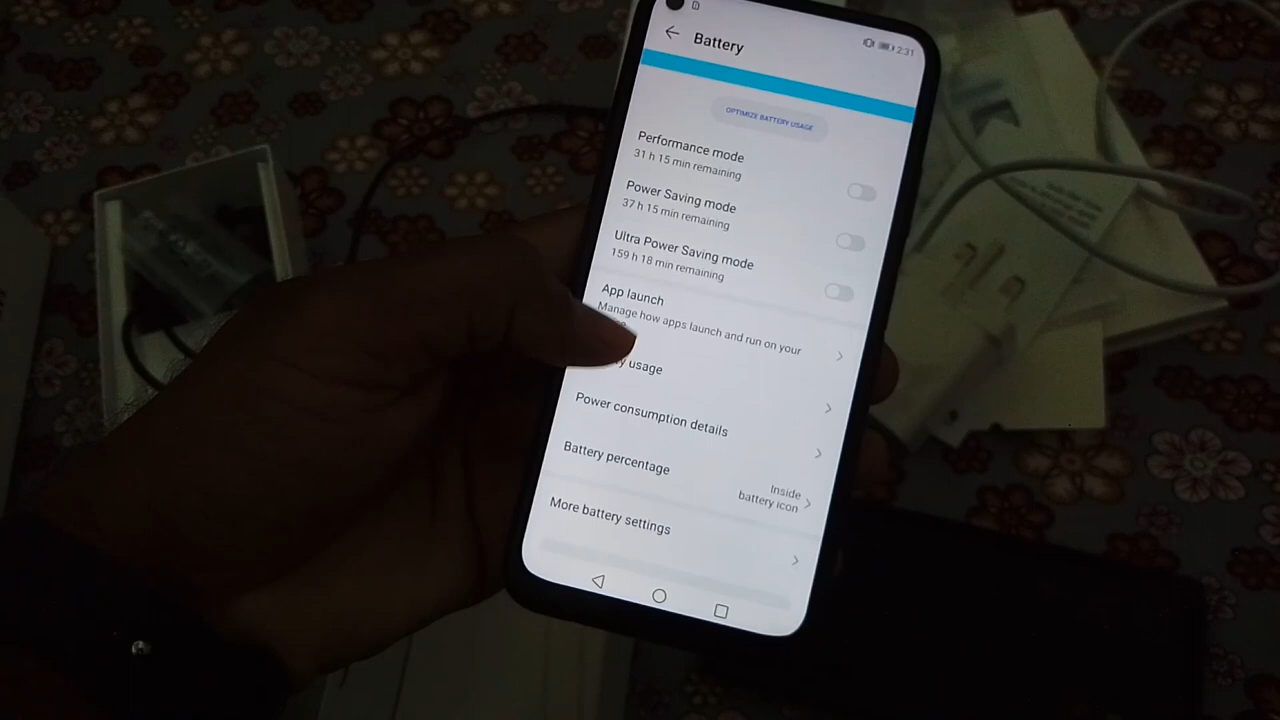 Battery
2:31
OPTIMIZE BATTERY USAGE
Performance mode
31 h 15 min remaining
Power Saving mode
37 h 15 min remaining
Ultra Power Saving mode
159 h 18 min remaining
App launch
Manage how apps launch and run on your
usage
Power consumption details
Battery percentage
Inside
battery icon
More battery settings